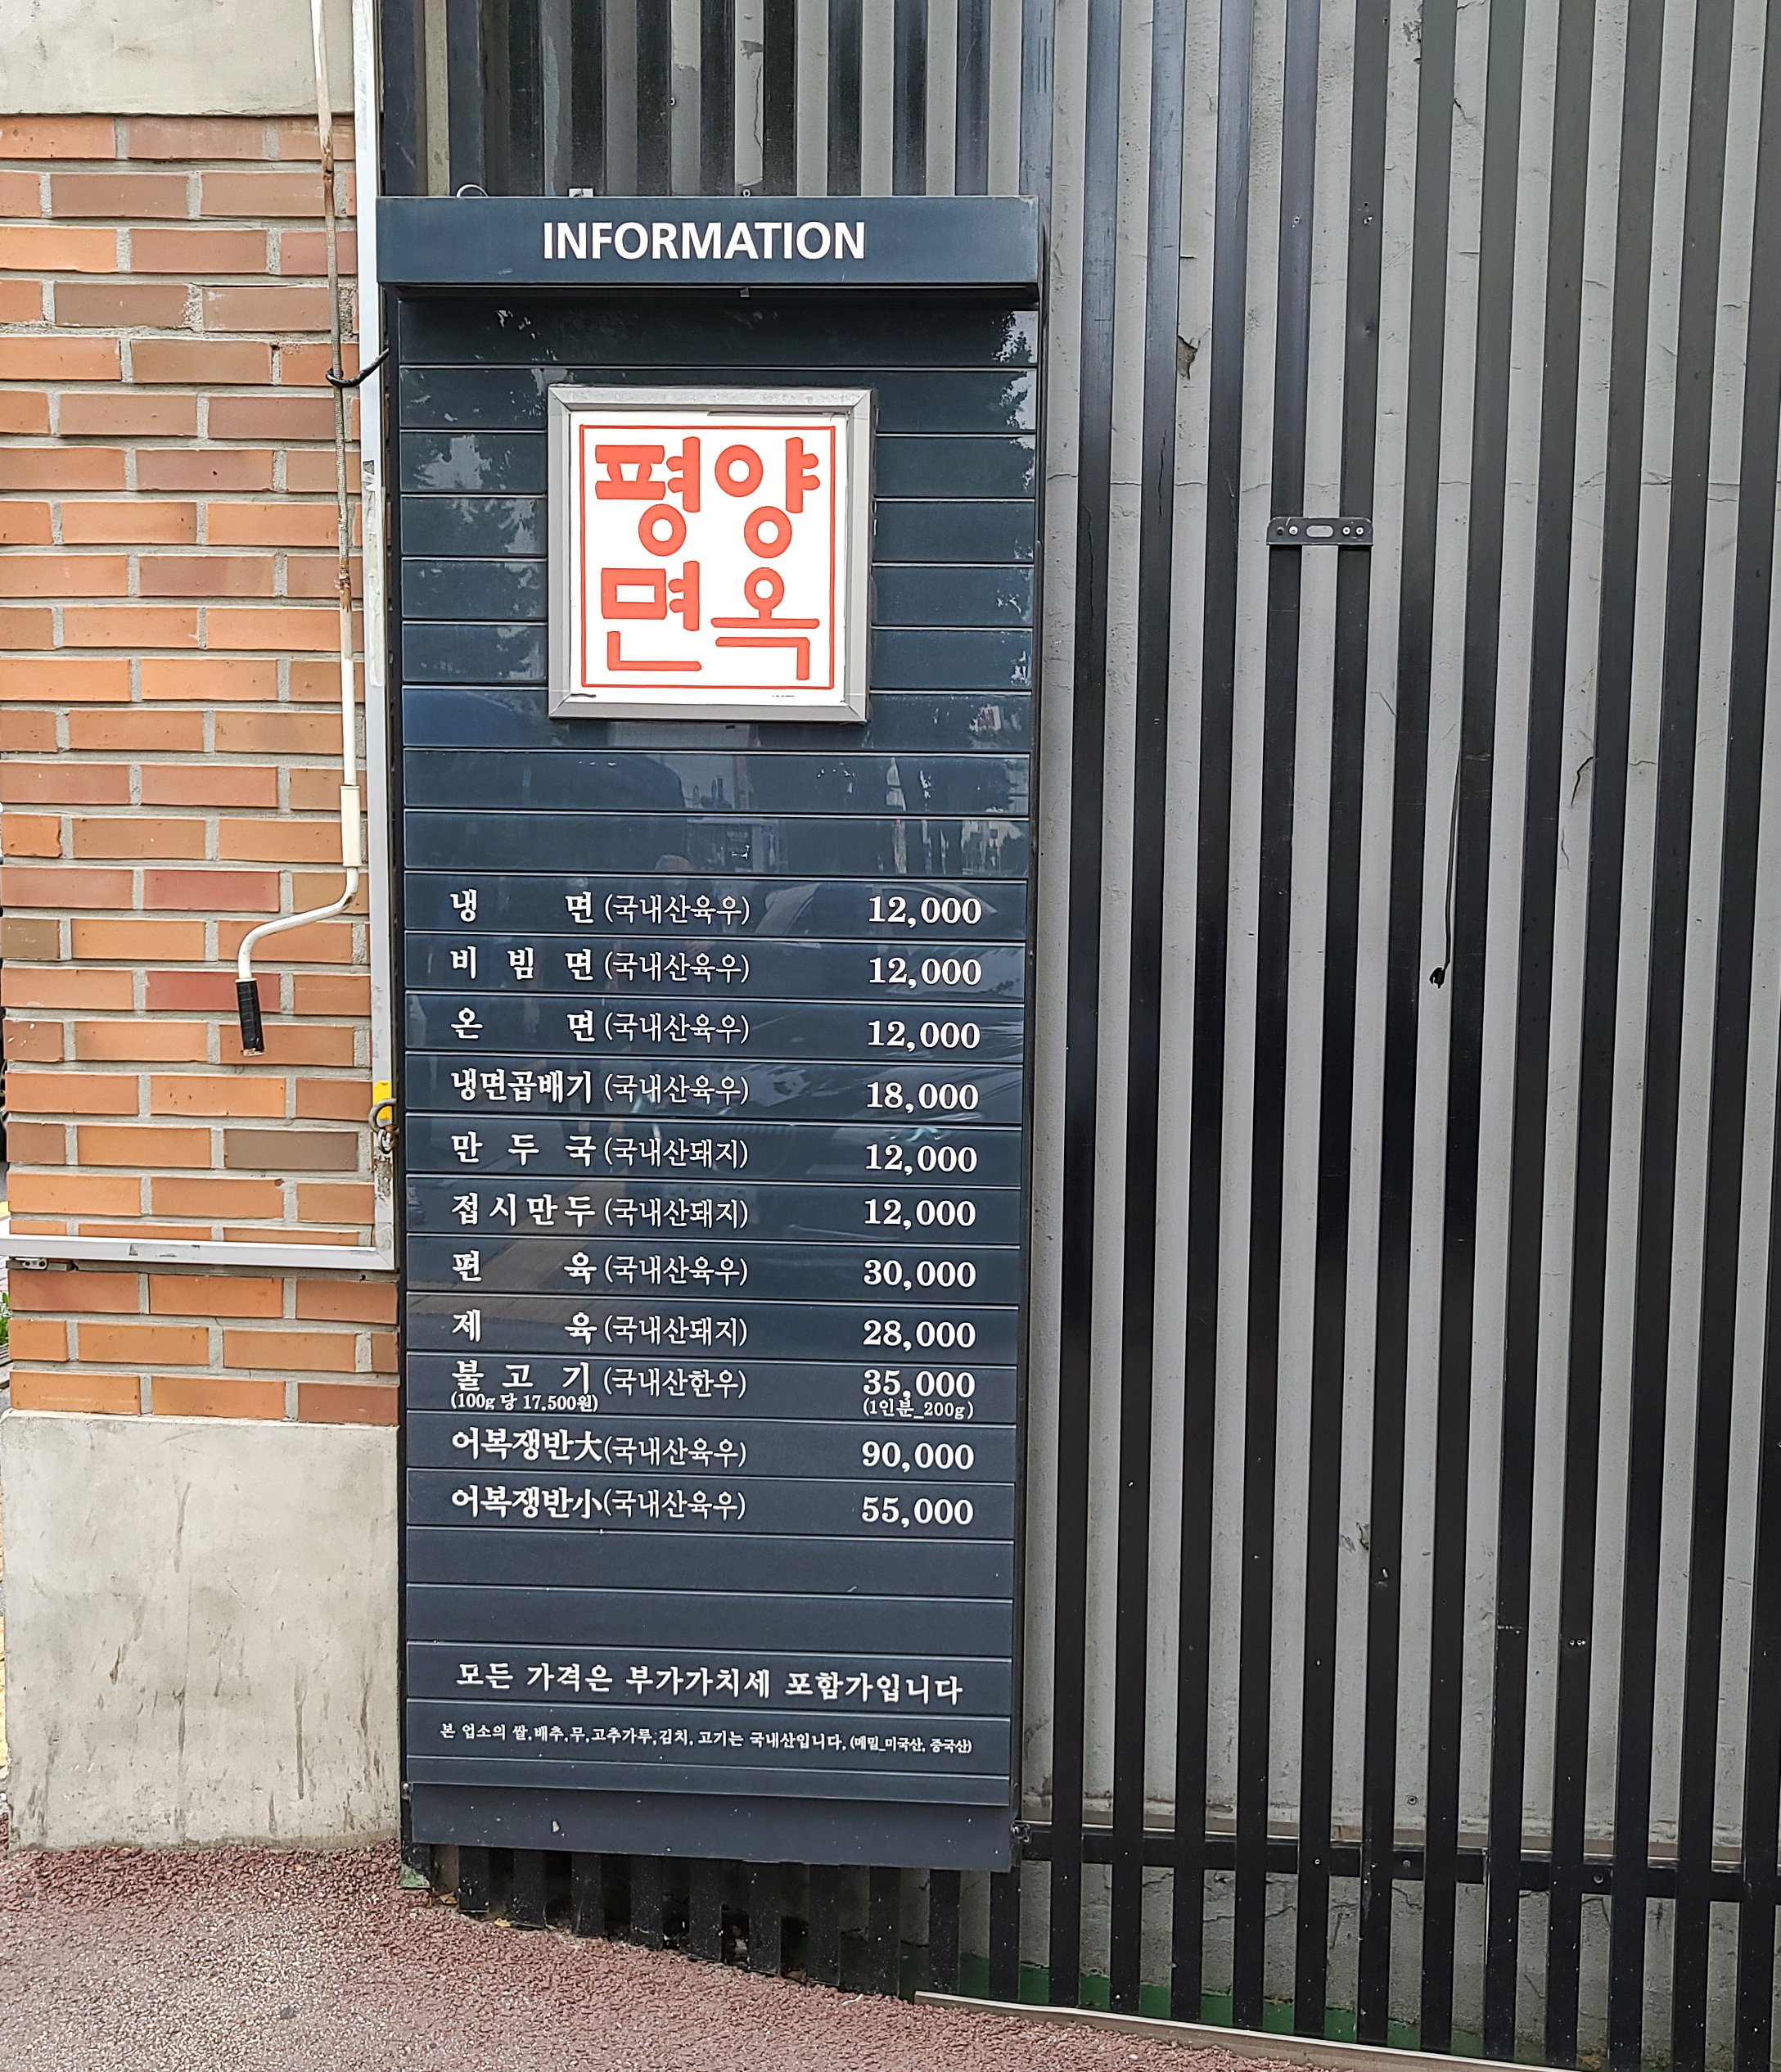 INFORMATION
평양
면옥
냉 면 (국내산육우) 12,000
비 빔 면 (국내산육우) 12,000
온 면 (국내산육우) 12,000
냉면곱배기 (국내산육우) 18,000
만 두 국 (국내산돼지) 12,000
접시만두 (국내산돼지) 12,000
편 육 (국내산육우) 30,000
제 육 (국내산돼지) 28,000
불 고 기 (국내산한우) 35,000
(100g 당 17.500원) (1인분_200g)
어복쟁반大(국내산육우) 90,000
어복쟁반小(국내산육우) 55,000
모든 가격은 부가가치세 포함가입니다
본 업소의 쌀,배추,무,고추가루,김치, 고기는 국내산입니다. (메밀_미국산, 중국산)